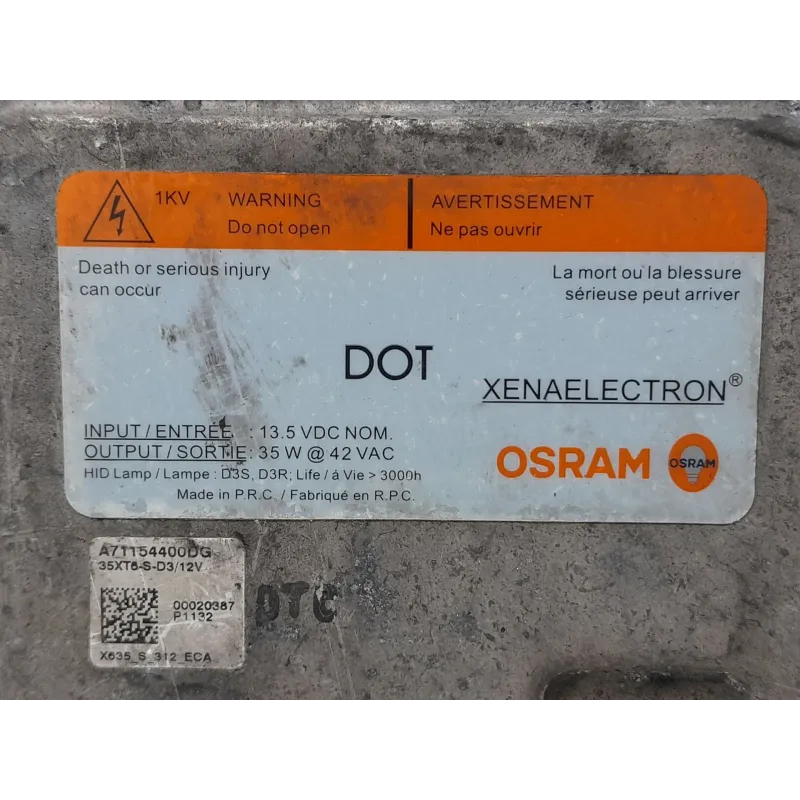 1KV WARNING
Do not open
AVERTISSEMENT
Ne pas ouvrir
Death or serious injury
can occur
La mort ou la blessure
sérieuse peut arriver
DOT
XENAELECTRON®
INPUT / ENTRÉE : 13.5 VDC NOM.
OUTPUT / SORTIE: 35 W @ 42 VAC
HID Lamp / Lampe : D3S, D3R; Life / á Vie > 3000h
Made in P.R.C. / Fabriqué en R.P.C.
OSRAM
OSRAM
A71154400DG
35XT6-S-D3/12V
00020387
P1132
X635_S_312_ECA
DTC